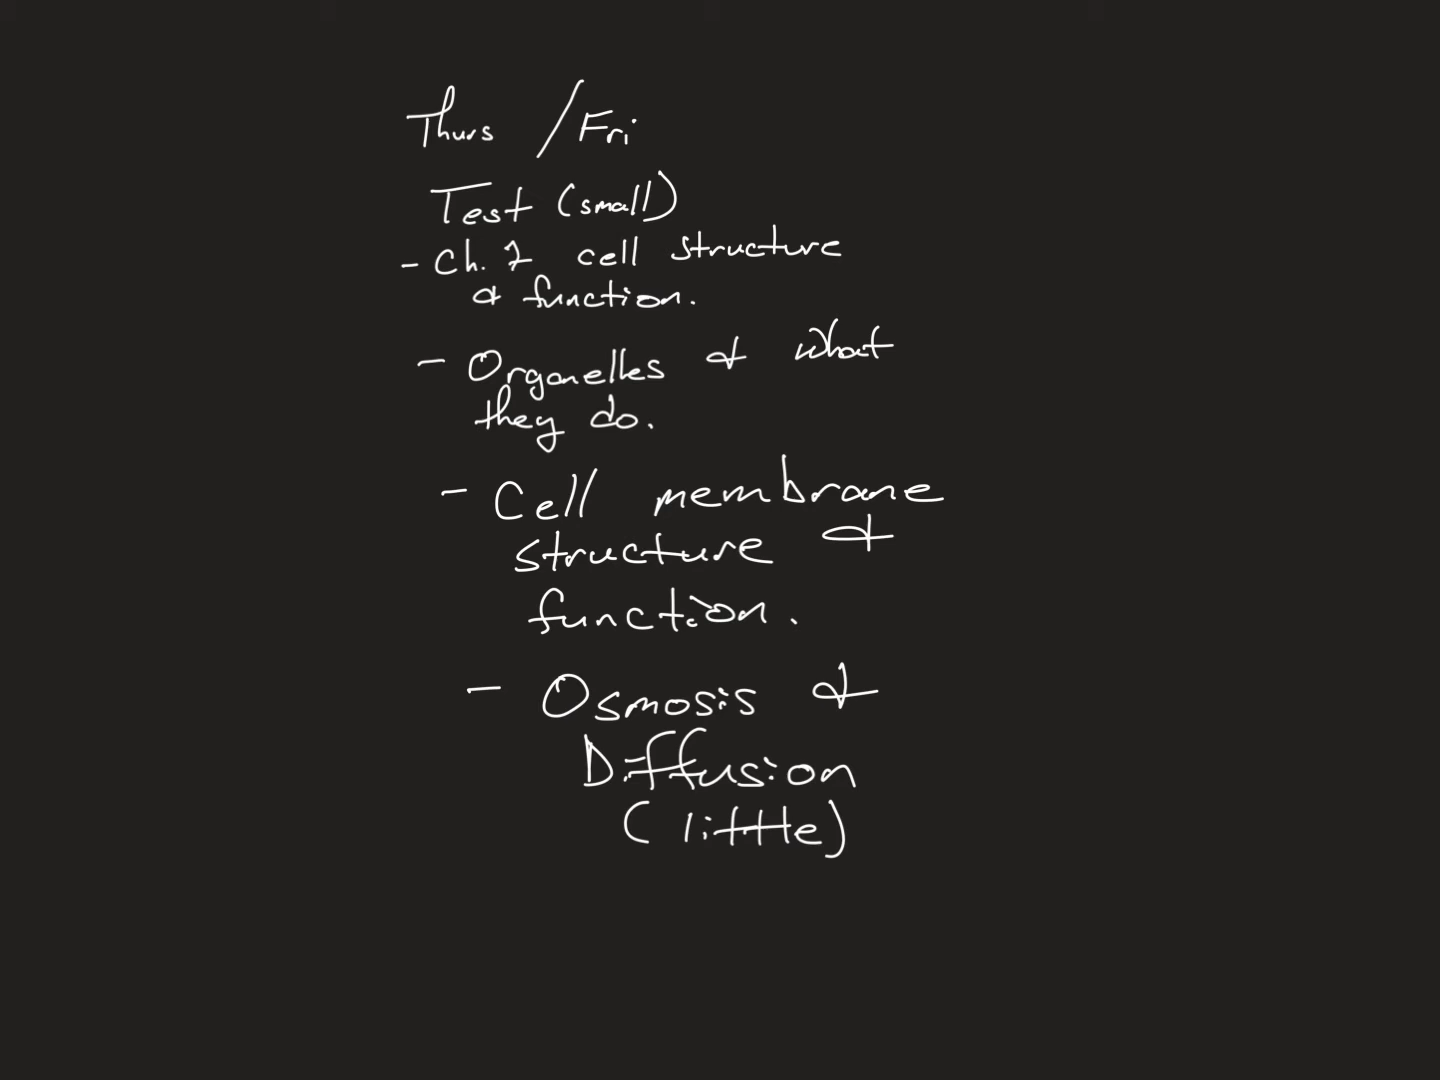 Thurs / Fri
Test (small)
- Ch. 7 cell structure
& function.
- Organelles & what
they do.
- Cell membrane
structure &
function.
- Osmosis &
Diffusion
(little)